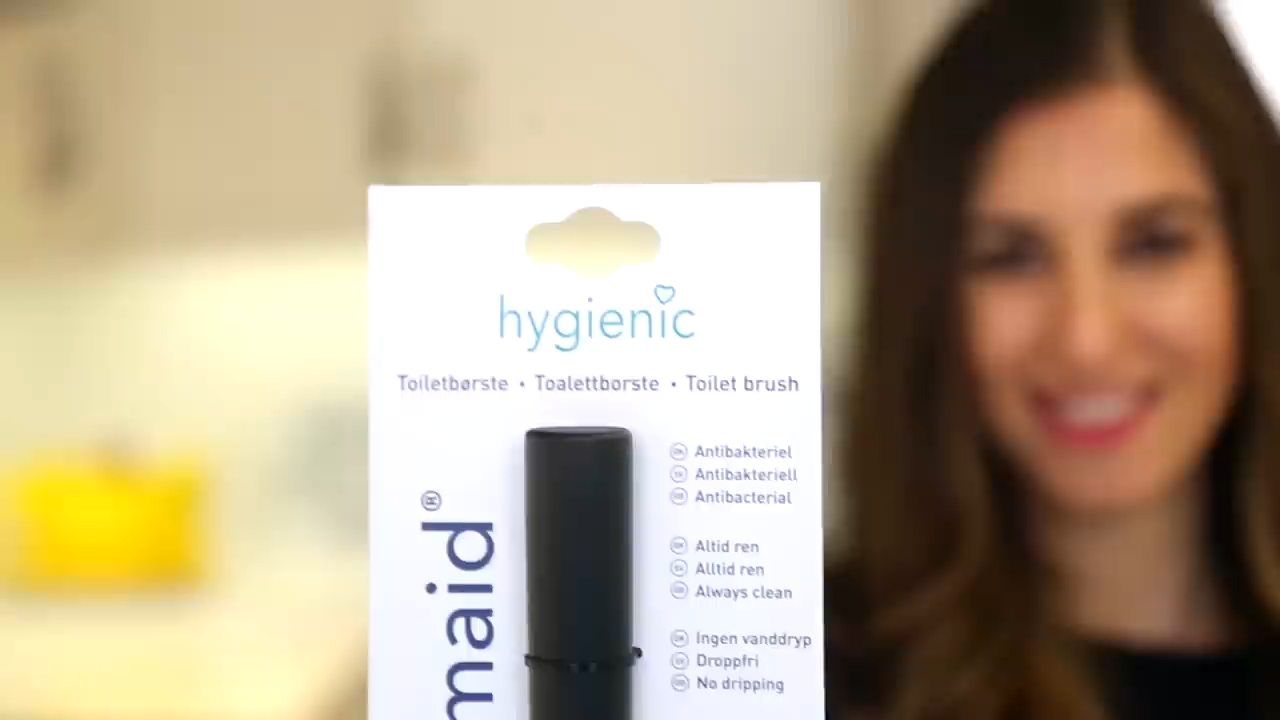 hygienic
Toiletbørste • Toalettborste • Toilet brush
maid®
Antibakteriel
Antibakteriell
Antibacterial
Altid ren
Alltid ren
Always clean
Ingen vanddryp
Droppfri
No dripping